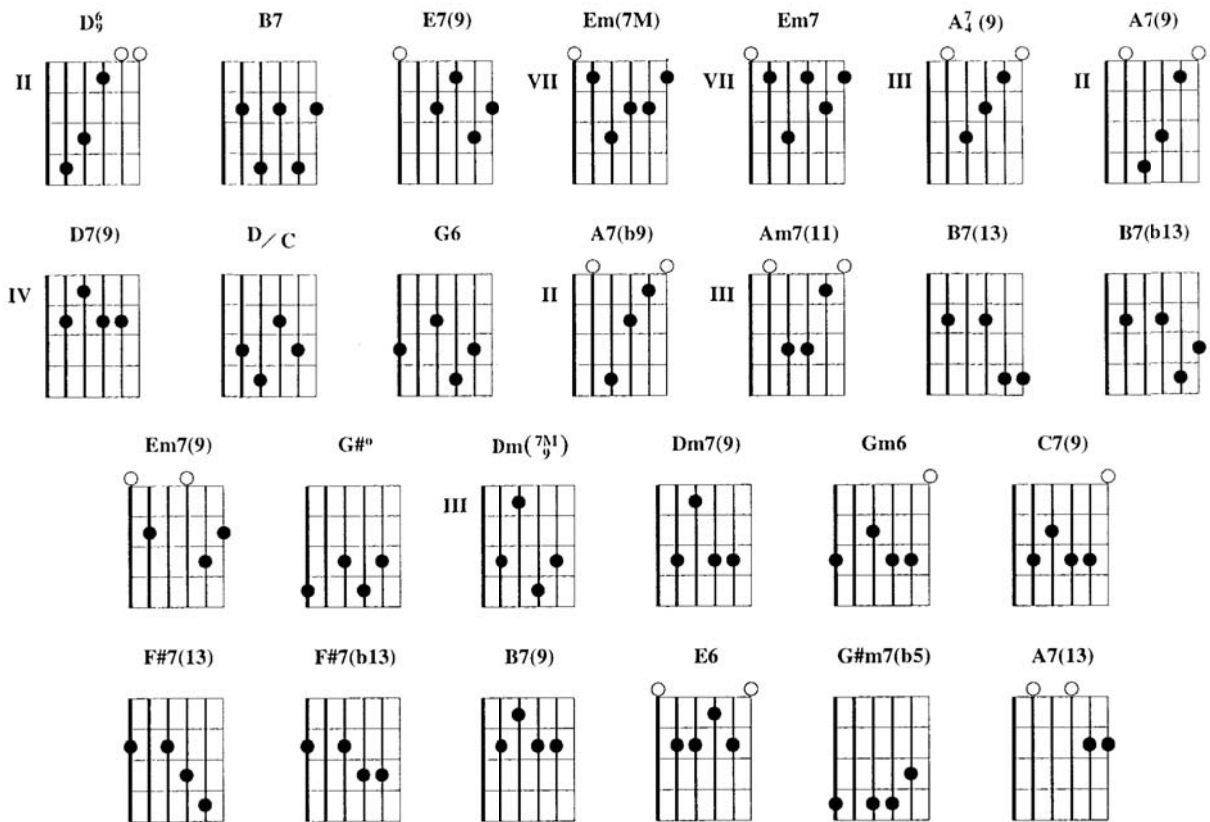 D6/9 B7 E7(9) Em(7M) Em7 A7/4(9) A7(9)
II VII VII III II
D7(9) D/C G6 A7(b9) Am7(11) B7(13) B7(b13)
IV II III
Em7(9) G#º Dm(7M/9) Dm7(9) Gm6 C7(9)
III
F#7(13) F#7(b13) B7(9) E6 G#m7(b5) A7(13)